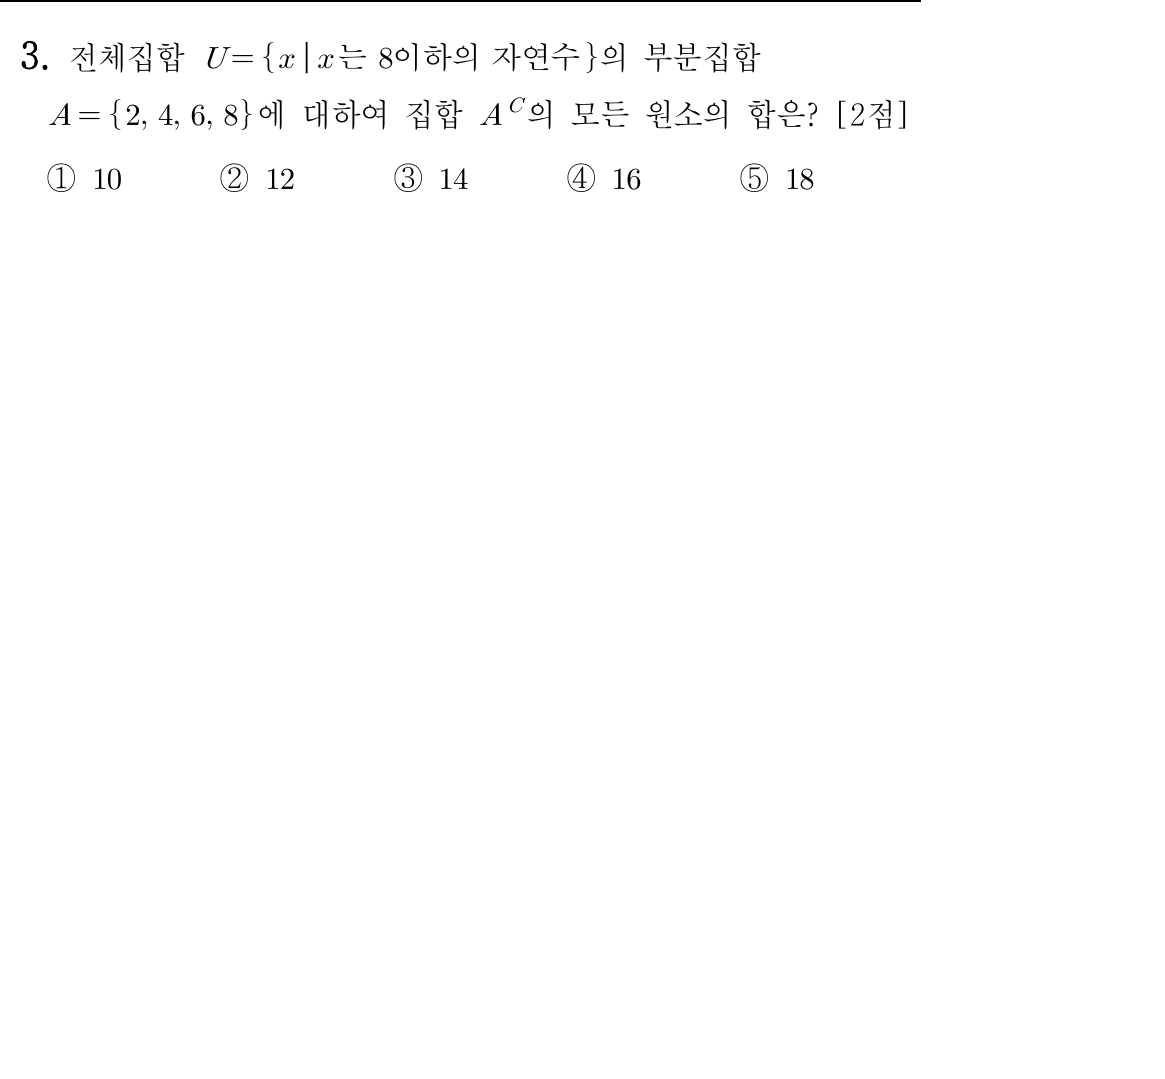 3. 전체집합 U={x|x는 8이하의 자연수}의 부분집합
A={2, 4, 6, 8}에 대하여 집합 A^C의 모든 원소의 합은? [2점]
① 10 ② 12 ③ 14 ④ 16 ⑤ 18